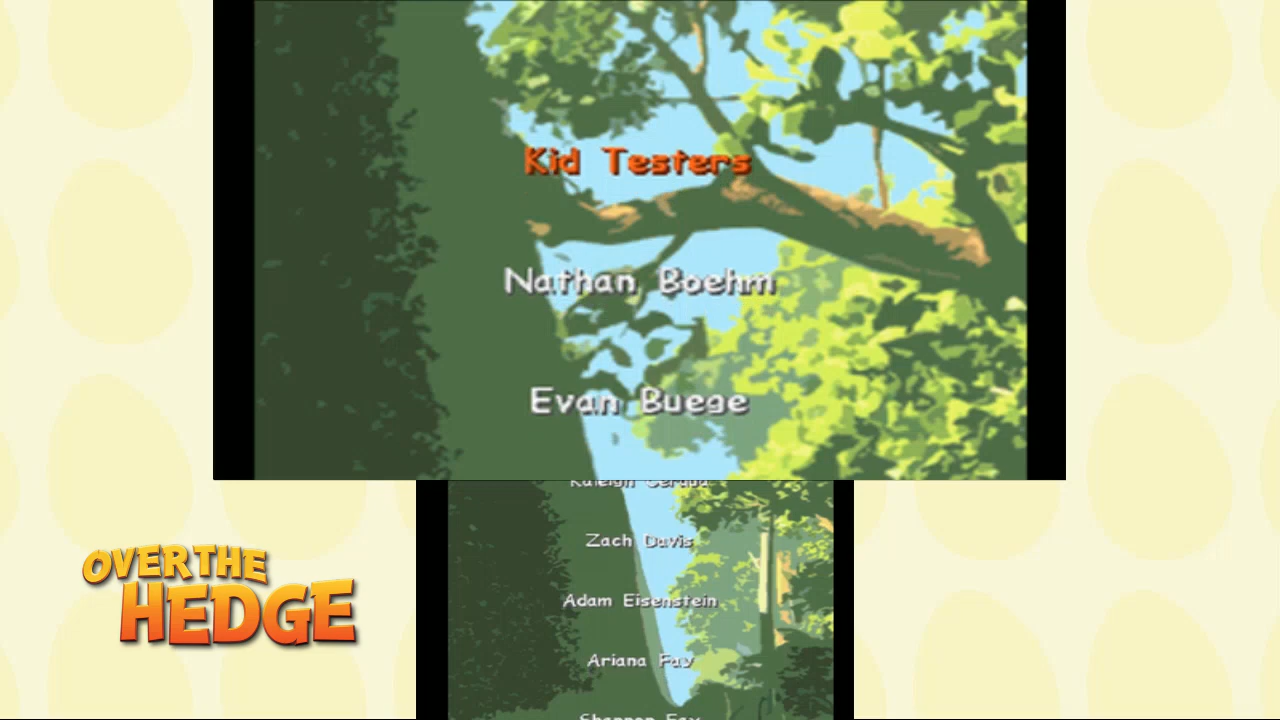 Kid Testers
Nathan Boehm
Evan Buege
Zach Davis
Adam Eisenstein
Ariana Fay
OVER THE
HEDGE